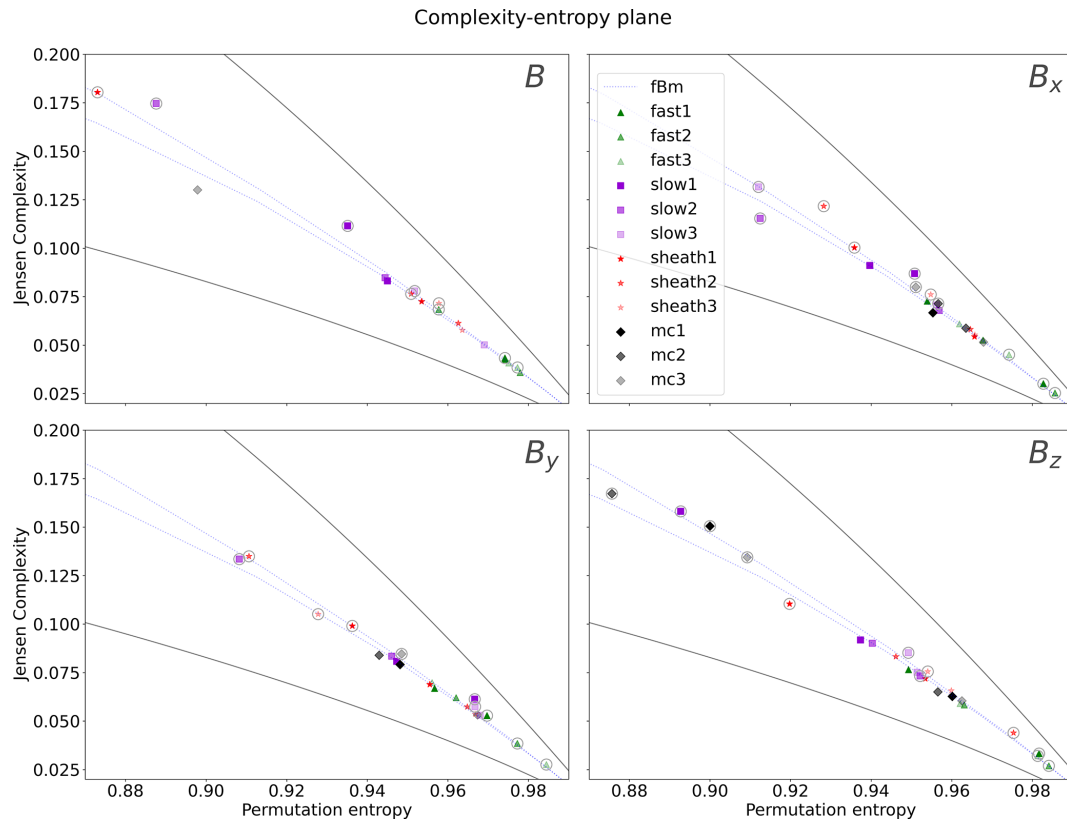 Complexity-entropy plane
0.200
0.175
0.150
0.125
0.100
0.075
0.050
0.025
Jensen Complexity
B
B_x
fBm
fast1
fast2
fast3
slow1
slow2
slow3
sheath1
sheath2
sheath3
mc1
mc2
mc3
0.200
0.175
0.150
0.125
0.100
0.075
0.050
0.025
Jensen Complexity
B_y
B_z
0.88 0.90 0.92 0.94 0.96 0.98
Permutation entropy
0.88 0.90 0.92 0.94 0.96 0.98
Permutation entropy